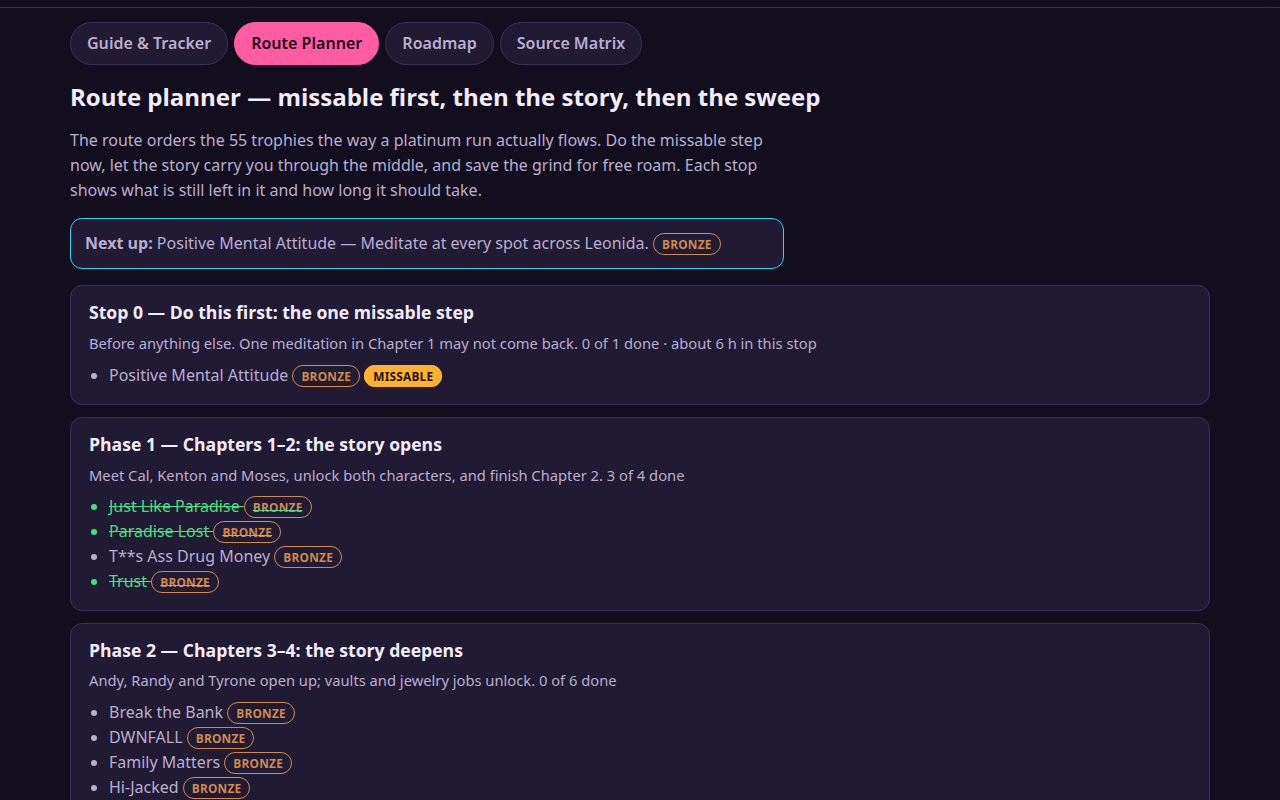 Guide & Tracker
Route Planner
Roadmap
Source Matrix
Route planner — missable first, then the story, then the sweep
The route orders the 55 trophies the way a platinum run actually flows. Do the missable step
now, let the story carry you through the middle, and save the grind for free roam. Each stop
shows what is still left in it and how long it should take.
Next up: Positive Mental Attitude — Meditate at every spot across Leonida. BRONZE
Stop 0 — Do this first: the one missable step
Before anything else. One meditation in Chapter 1 may not come back. 0 of 1 done · about 6 h in this stop
Positive Mental Attitude BRONZE MISSABLE
Phase 1 — Chapters 1–2: the story opens
Meet Cal, Kenton and Moses, unlock both characters, and finish Chapter 2. 3 of 4 done
Just Like Paradise BRONZE
Paradise Lost BRONZE
T**s Ass Drug Money BRONZE
Trust BRONZE
Phase 2 — Chapters 3–4: the story deepens
Andy, Randy and Tyrone open up; vaults and jewelry jobs unlock. 0 of 6 done
Break the Bank BRONZE
DWNFALL BRONZE
Family Matters BRONZE
Hi-Jacked BRONZE